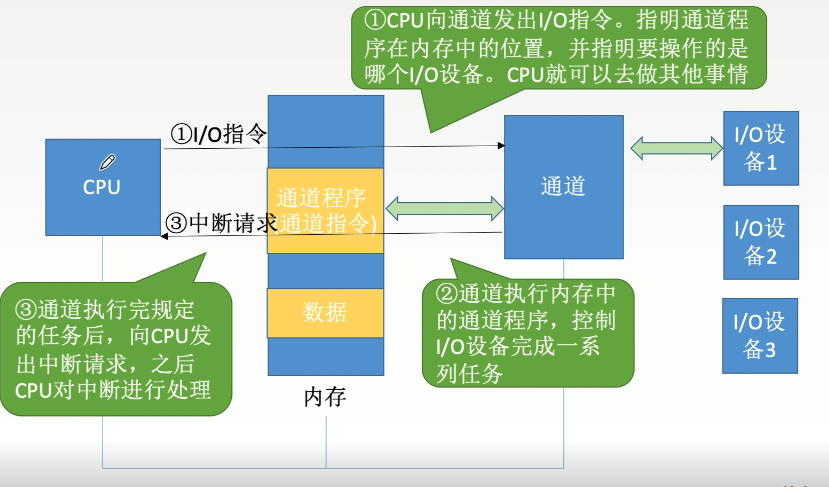 ①CPU向通道发出I/O指令。指明通道程
序在内存中的位置，并指明要操作的是
哪个I/O设备。CPU就可以去做其他事情
①I/O指令
CPU
通道程序
(通道指令)
③中断请求
通道
I/O设
备1
I/O设
备2
I/O设
备3
③通道执行完规定
的任务后，向CPU发
出中断请求，之后
CPU对中断进行处理
数据
②通道执行内存中
的通道程序，控制
I/O设备完成一系
列任务
内存